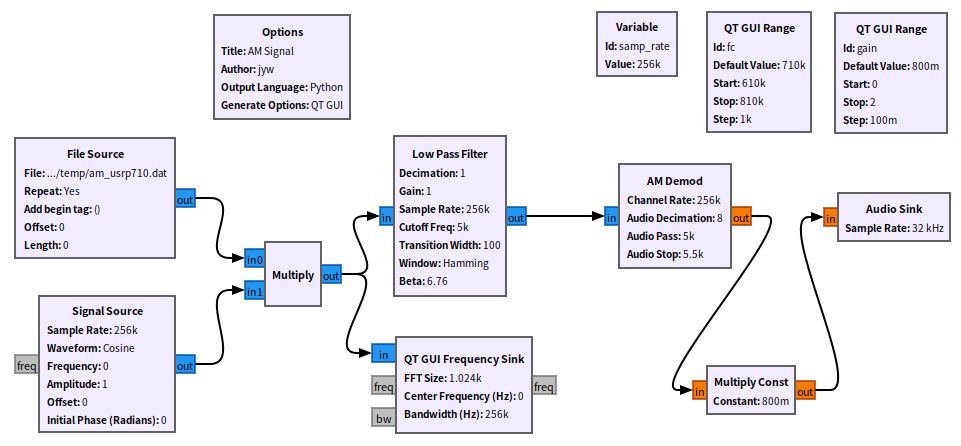 Options
Title: AM Signal
Author: jyw
Output Language: Python
Generate Options: QT GUI
Variable
Id: samp_rate
Value: 256k
QT GUI Range
Id: fc
Default Value: 710k
Start: 610k
Stop: 810k
Step: 1k
QT GUI Range
Id: gain
Default Value: 800m
Start: 0
Stop: 2
Step: 100m
File Source
File: .../temp/am_usrp710.dat
Repeat: Yes
Add begin tag: ()
Offset: 0
Length: 0
out
Signal Source
Sample Rate: 256k
Waveform: Cosine
Frequency: 0
Amplitude: 1
Offset: 0
Initial Phase (Radians): 0
freq
out
in0
in1
Multiply
out
Low Pass Filter
Decimation: 1
Gain: 1
Sample Rate: 256k
Cutoff Freq: 5k
Transition Width: 100
Window: Hamming
Beta: 6.76
in
out
QT GUI Frequency Sink
FFT Size: 1.024k
Center Frequency (Hz): 0
Bandwidth (Hz): 256k
in
freq
bw
freq
AM Demod
Channel Rate: 256k
Audio Decimation: 8
Audio Pass: 5k
Audio Stop: 5.5k
in
out
Multiply Const
Constant: 800m
in
out
Audio Sink
Sample Rate: 32 kHz
in